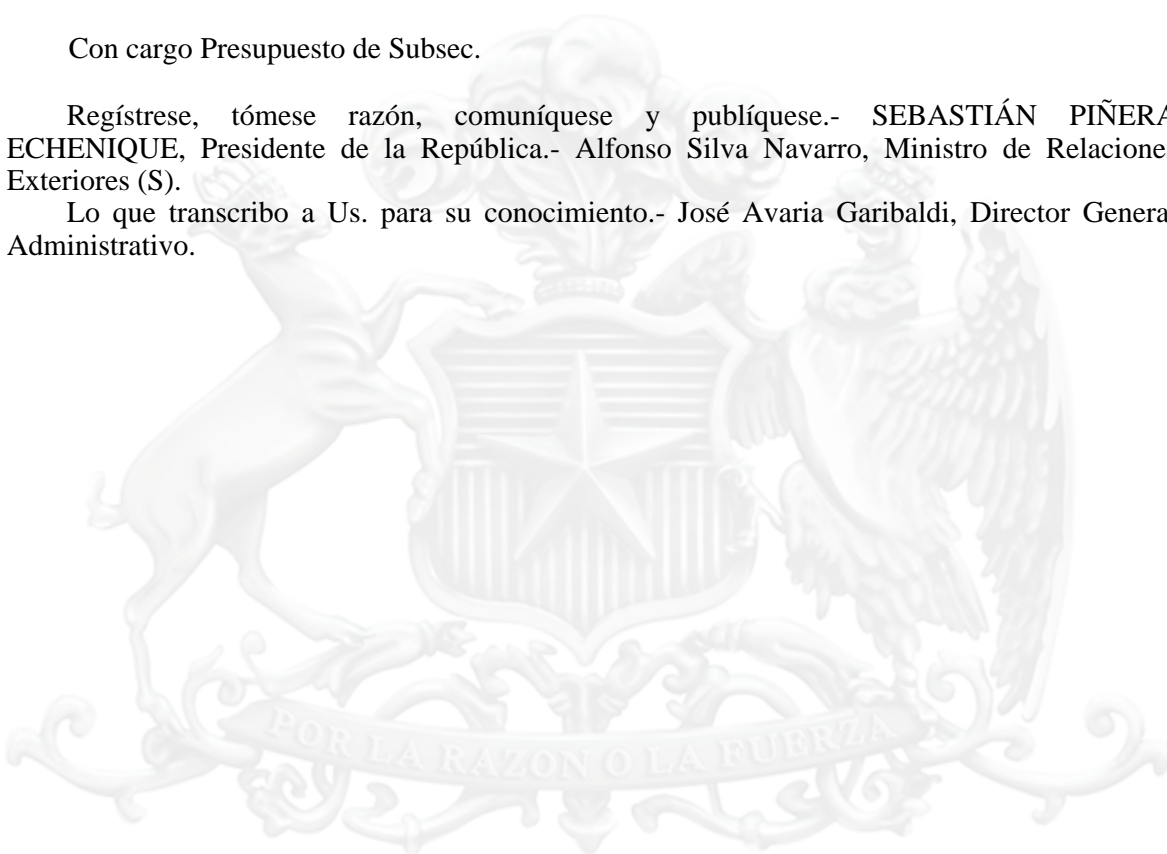 Con cargo Presupuesto de Subsec.
Regístrese, tómese razón, comuníquese y publíquese.- SEBASTIÁN PIÑERA
ECHENIQUE, Presidente de la República.- Alfonso Silva Navarro, Ministro de Relacione
Exteriores (S).
Lo que transcribo a Us. para su conocimiento.- José Avaria Garibaldi, Director Genera
Administrativo.
POR LA RAZON O LA FUERZA